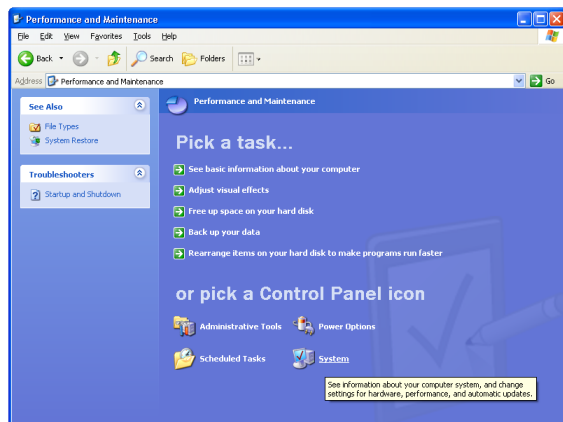 Performance and Maintenance
File Edit View Favorites Tools Help
Back Search Folders
Address Performance and Maintenance Go
See Also
File Types
System Restore
Troubleshooters
Startup and Shutdown
Performance and Maintenance
Pick a task...
See basic information about your computer
Adjust visual effects
Free up space on your hard disk
Back up your data
Rearrange items on your hard disk to make programs run faster
or pick a Control Panel icon
Administrative Tools Power Options
Scheduled Tasks System
See information about your computer system, and change
settings for hardware, performance, and automatic updates.